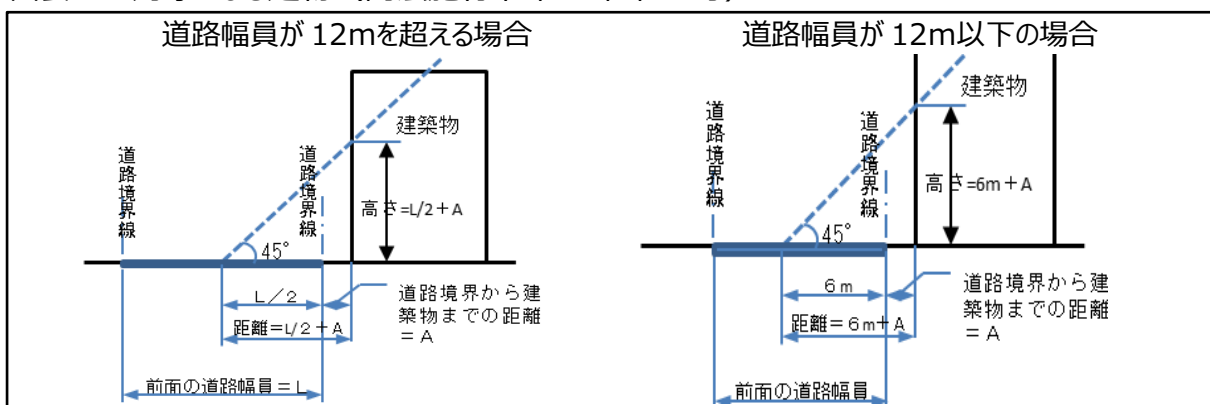 道路幅員が 12mを超える場合
建築物
道路境界線
道路境界線
高さ=L/2+A
45°
L/2
道路境界から建
築物までの距離
=A
距離=L/2+A
前面の道路幅員=L
道路幅員が 12m以下の場合
建築物
道路境界線
道路境界線
高さ=6m+A
45°
6m
道路境界から建
築物までの距離
=A
距離=6m+A
前面の道路幅員